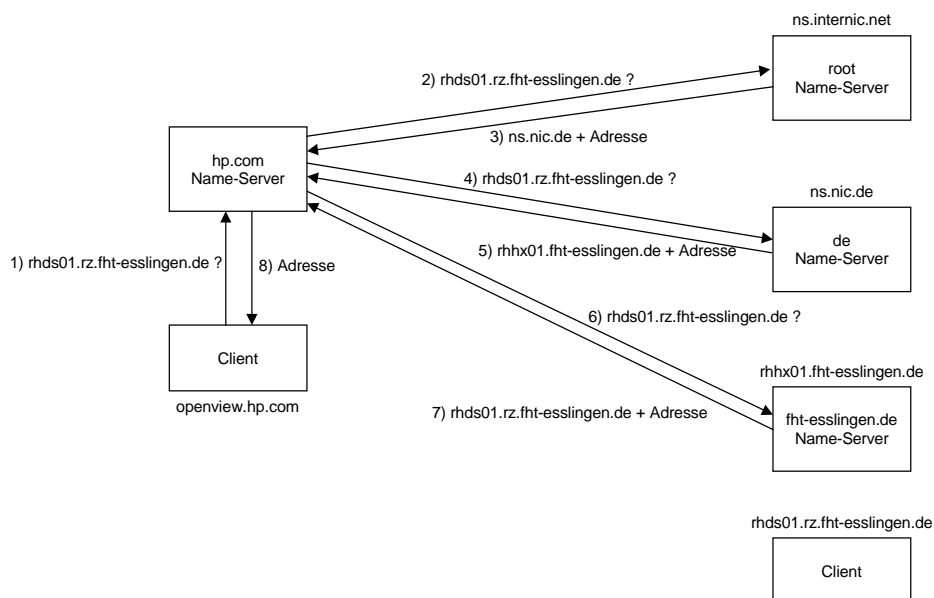 ns.internic.net
root
Name-Server
2) rhds01.rz.fht-esslingen.de ?
3) ns.nic.de + Adresse
hp.com
Name-Server
4) rhds01.rz.fht-esslingen.de ?
ns.nic.de
de
Name-Server
5) rhhx01.fht-esslingen.de + Adresse
1) rhds01.rz.fht-esslingen.de ?
8) Adresse
6) rhds01.rz.fht-esslingen.de ?
Client
openview.hp.com
rhhx01.fht-esslingen.de
7) rhds01.rz.fht-esslingen.de + Adresse
fht-esslingen.de
Name-Server
rhds01.rz.fht-esslingen.de
Client